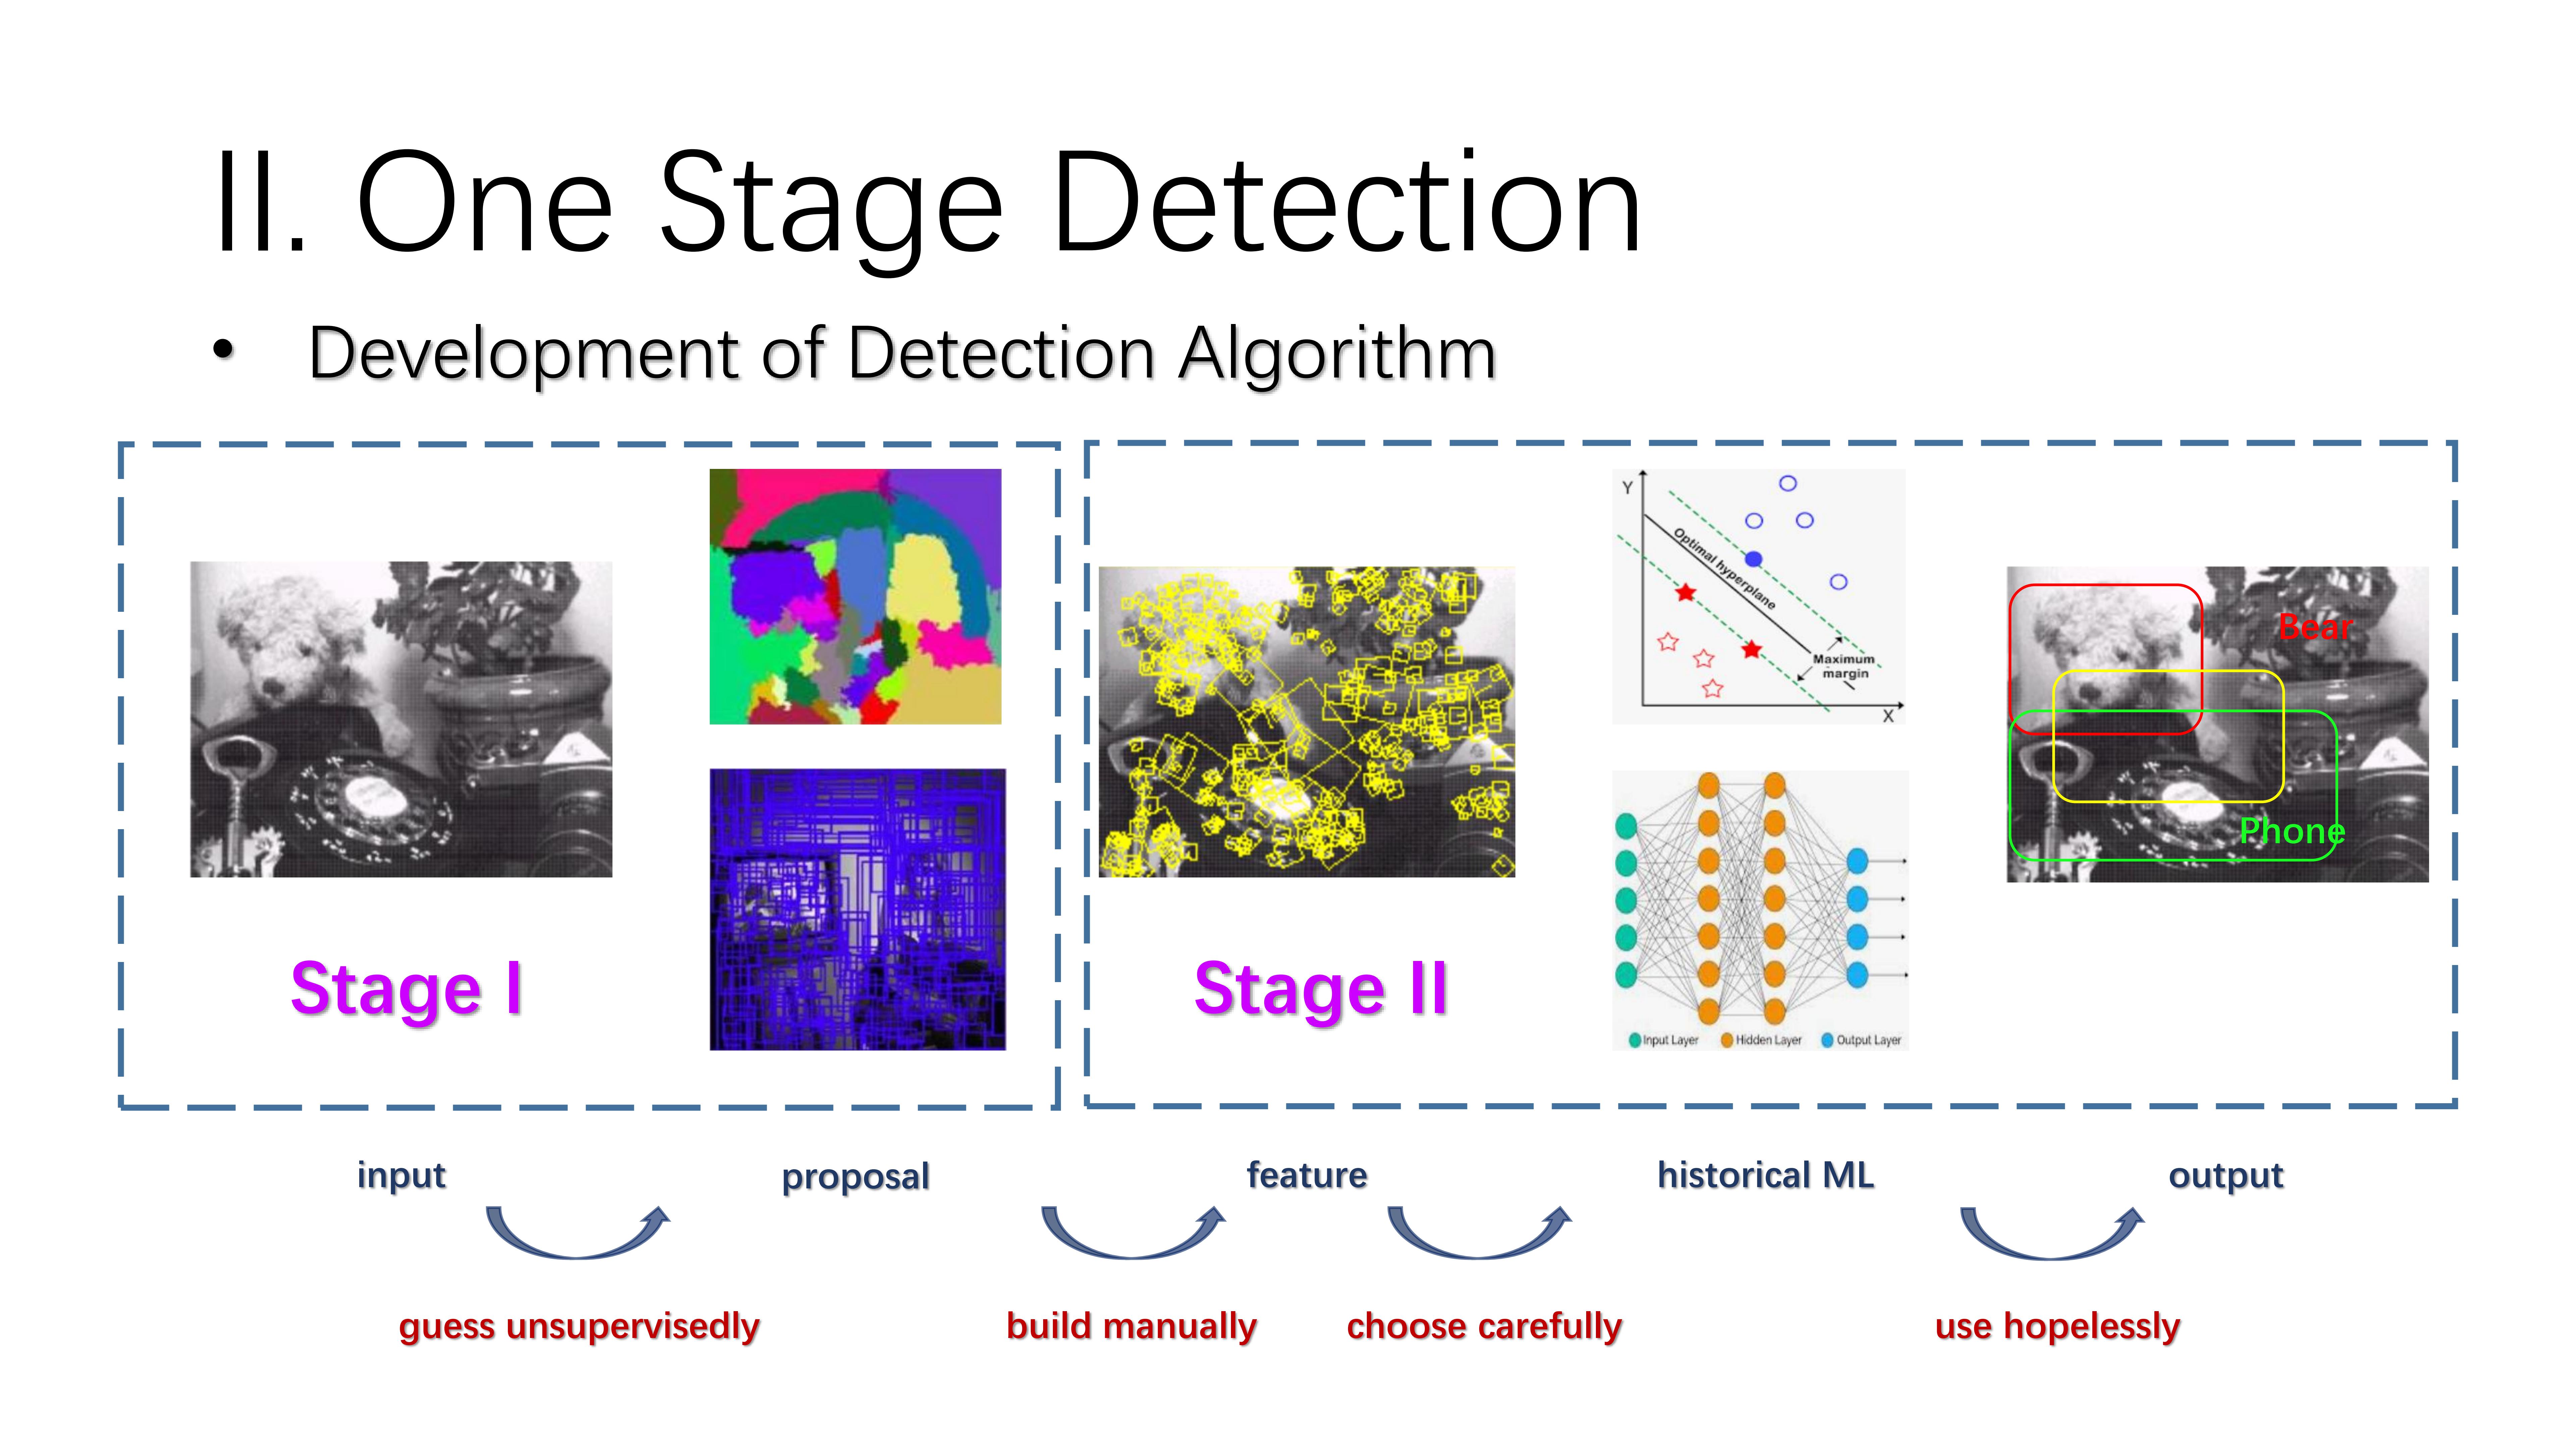 II. One Stage Detection
• Development of Detection Algorithm
Y
Optimal hyperplane
Maximum
margin
X
Bear
Phone
Stage I
Stage II
Input Layer Hidden Layer Output Layer
input proposal feature historical ML output
guess unsupervisedly build manually choose carefully use hopelessly